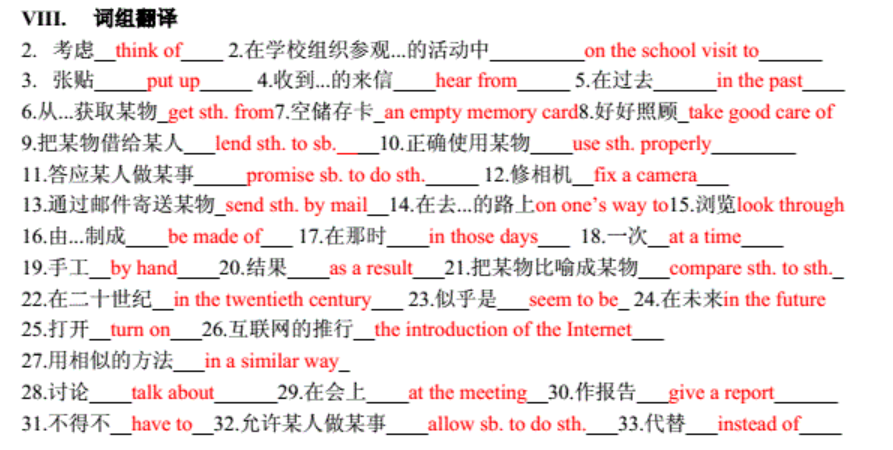 VIII. 词组翻译
2. 考虑__think of____ 2.在学校组织参观...的活动中_________on the school visit to______
3. 张贴_____put up_____ 4.收到...的来信____hear from_____ 5.在过去______in the past____
6.从...获取某物_get sth. from7.空储存卡_an empty memory card8.好好照顾_take good care of
9.把某物借给某人___lend sth. to sb.____10.正确使用某物____use sth. properly________
11.答应某人做某事_____promise sb. to do sth._____ 12.修相机__fix a camera___
13.通过邮件寄送某物_send sth. by mail__14.在去...的路上on one’s way to15.浏览look through
16.由...制成____be made of___ 17.在那时____in those days___ 18.一次__at a time____
19.手工__by hand____20.结果____as a result___21.把某物比喻成某物___compare sth. to sth._
22.在二十世纪__in the twentieth century___ 23.似乎是___seem to be_ 24.在未来in the future
25.打开__turn on___26.互联网的推行__the introduction of the Internet___
27.用相似的方法___in a similar way_
28.讨论____talk about______29.在会上____at the meeting__30.作报告___give a report______
31.不得不__have to__32.允许某人做某事____allow sb. to do sth.___33.代替___instead of____